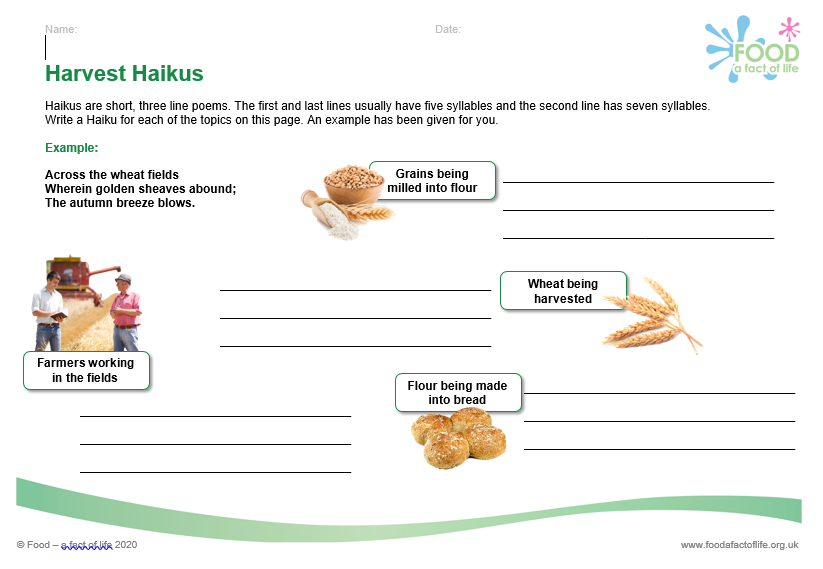 Name:
Date:
FOOD
a fact of life
Harvest Haikus
Haikus are short, three line poems. The first and last lines usually have five syllables and the second line has seven syllables.
Write a Haiku for each of the topics on this page. An example has been given for you.
Example:
Across the wheat fields
Wherein golden sheaves abound;
The autumn breeze blows.
Grains being
milled into flour
Wheat being
harvested
Farmers working
in the fields
Flour being made
into bread
© Food – a fact of life 2020
www.foodafactoflife.org.uk